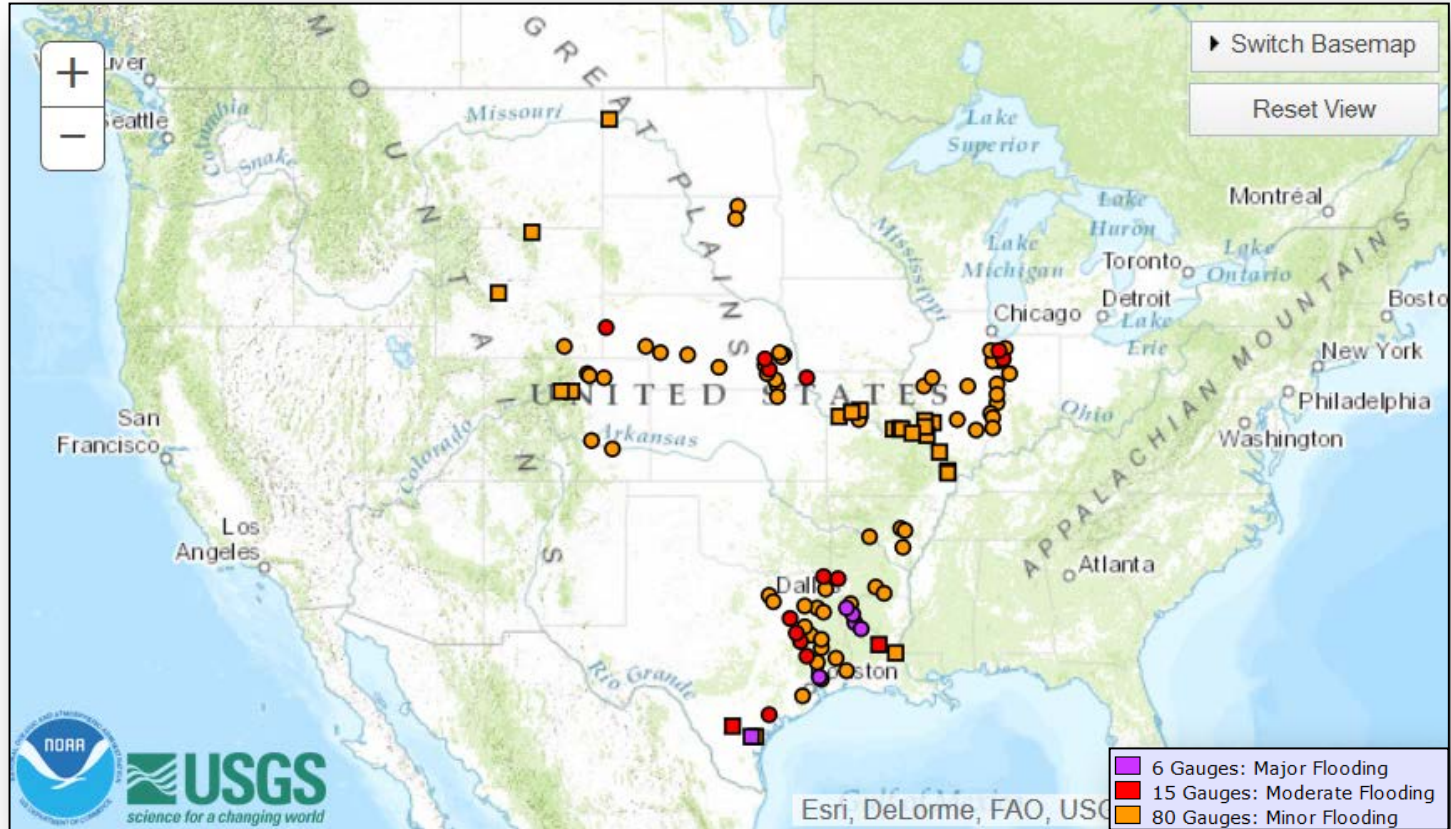 +
−
▸ Switch Basemap
Reset View
Seattle
Columbia
Snake
Missouri
MOUNTAINS
GREAT PLAINS
Lake
Superior
Lake
Huron
Lake
Michigan
Mississippi
Montréal
Toronto
Lake
Ontario
Chicago
Detroit
Lake
Erie
Bosto
New York
Philadelphia
Washington
APPALACHIAN MOUNTAINS
UNITED STATES
San
Francisco
Colorado
Arkansas
Ohio
Los
Angeles
Atlanta
Rio Grande
NOAA
USGS
science for a changing world
Esri, DeLorme, FAO, USG
6 Gauges: Major Flooding
15 Gauges: Moderate Flooding
80 Gauges: Minor Flooding